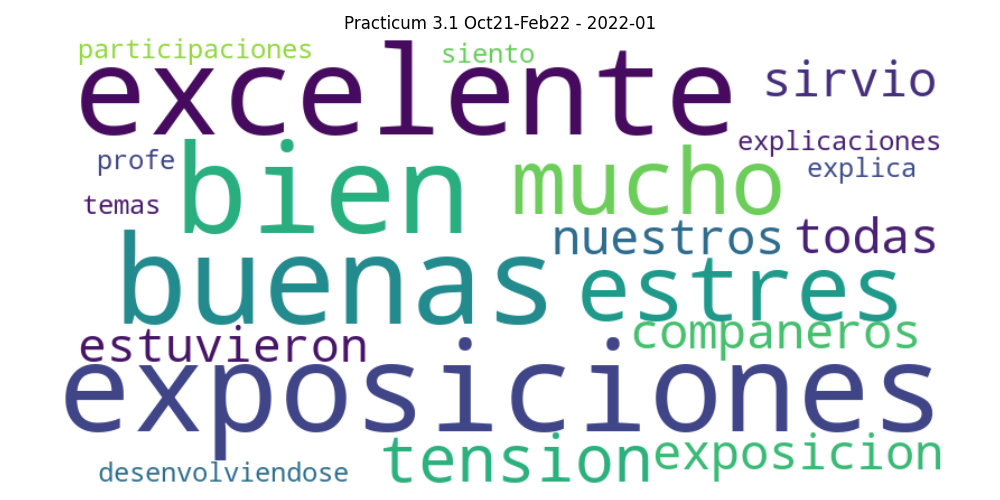 Practicum 3.1 Oct21-Feb22 - 2022-01
participaciones siento
excelente sirvio
explicaciones
profe bien mucho explica
temas
nuestros todas
buenas estres
estuvieron companeros
exposiciones
tension exposicion
desenvolviendose